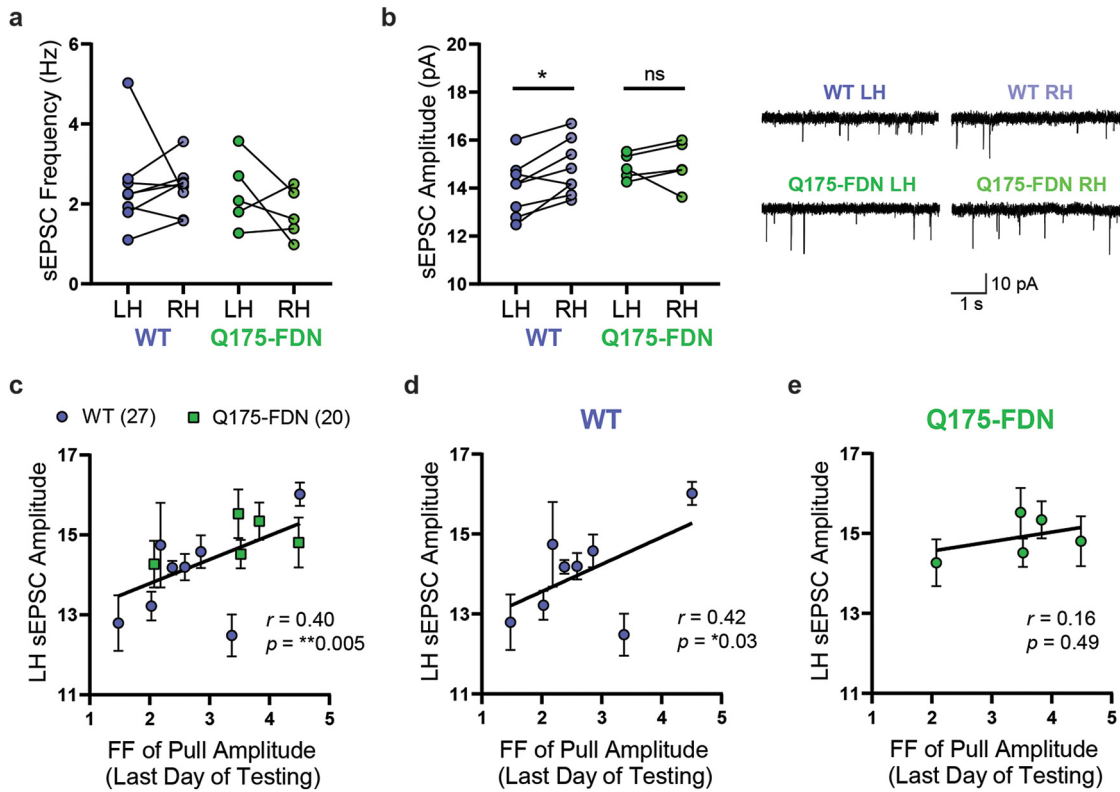 a
sEPSC Frequency (Hz)
6
4
2
0
LH RH LH RH
WT Q175-FDN
b
sEPSC Amplitude (pA)
20
18
16
14
12
10
* ns
LH RH LH RH
WT Q175-FDN
WT LH WT RH
Q175-FDN LH Q175-FDN RH
10 pA
1 s
c
WT (27) Q175-FDN (20)
LH sEPSC Amplitude
17
15
13
11
r = 0.40
p = **0.005
1 2 3 4 5
FF of Pull Amplitude
(Last Day of Testing)
d
WT
LH sEPSC Amplitude
17
15
13
11
r = 0.42
p = *0.03
1 2 3 4 5
FF of Pull Amplitude
(Last Day of Testing)
e
Q175-FDN
LH sEPSC Amplitude
17
15
13
11
r = 0.16
p = 0.49
1 2 3 4 5
FF of Pull Amplitude
(Last Day of Testing)